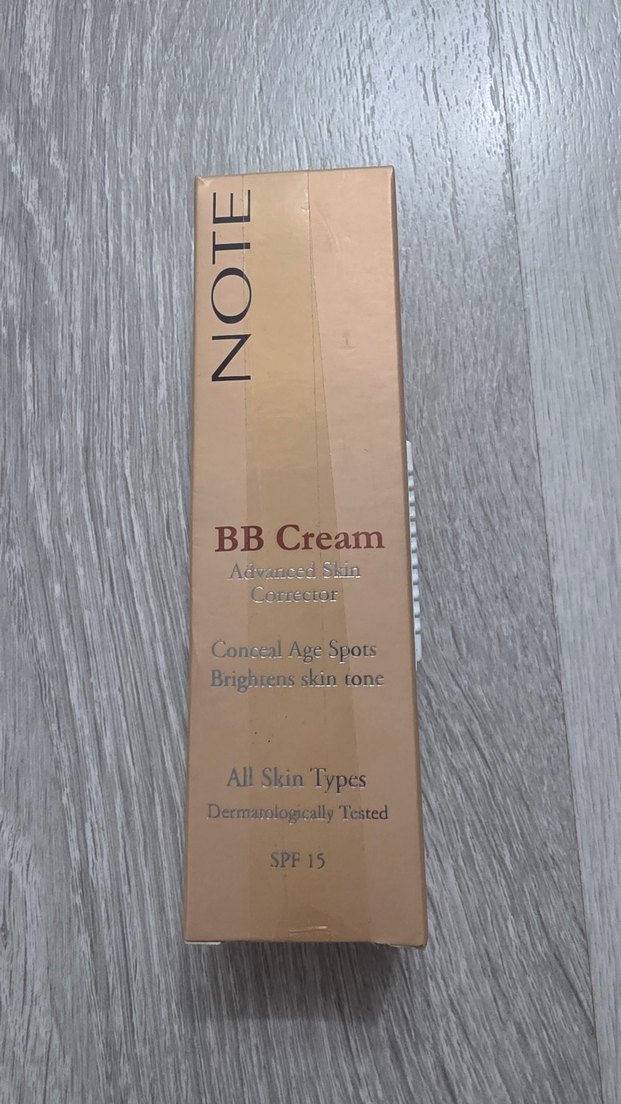 NOTE
BB Cream
Advanced Skin
Corrector
Conceal Age Spots
Brightens skin tone
All Skin Types
Dermatologically Tested
SPF 15